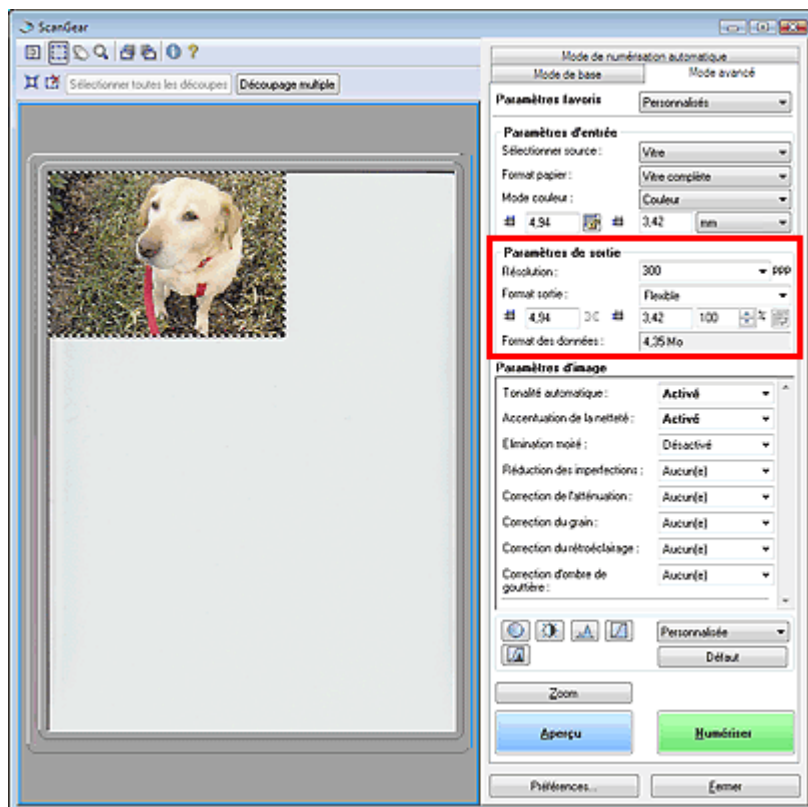 ScanGear
Sélectionner toutes les découpes
Découpage multiple
Mode de numérisation automatique
Mode de base
Mode avancé
Paramètres favoris
Personnalisés
Paramètres d'entrée
Sélectionner source :
Vitre
Format papier :
Vitre complète
Mode couleur :
Couleur
4,94
3,42
mm
Paramètres de sortie
Résolution :
300
ppp
Format sortie :
Flexible
4,94
3,42
100
%
Format des données :
4,35 Mo
Paramètres d'image
Tonalité automatique :
Activé
Accentuation de la netteté :
Activé
Elimination moiré :
Désactivé
Réduction des imperfections :
Aucun(e)
Correction de l'atténuation :
Aucun(e)
Correction du grain :
Aucun(e)
Correction du rétroéclairage :
Aucun(e)
Correction d'ombre de
gouttière :
Aucun(e)
Personnalisée
Défaut
Zoom
Aperçu
Numériser
Préférences...
Fermer